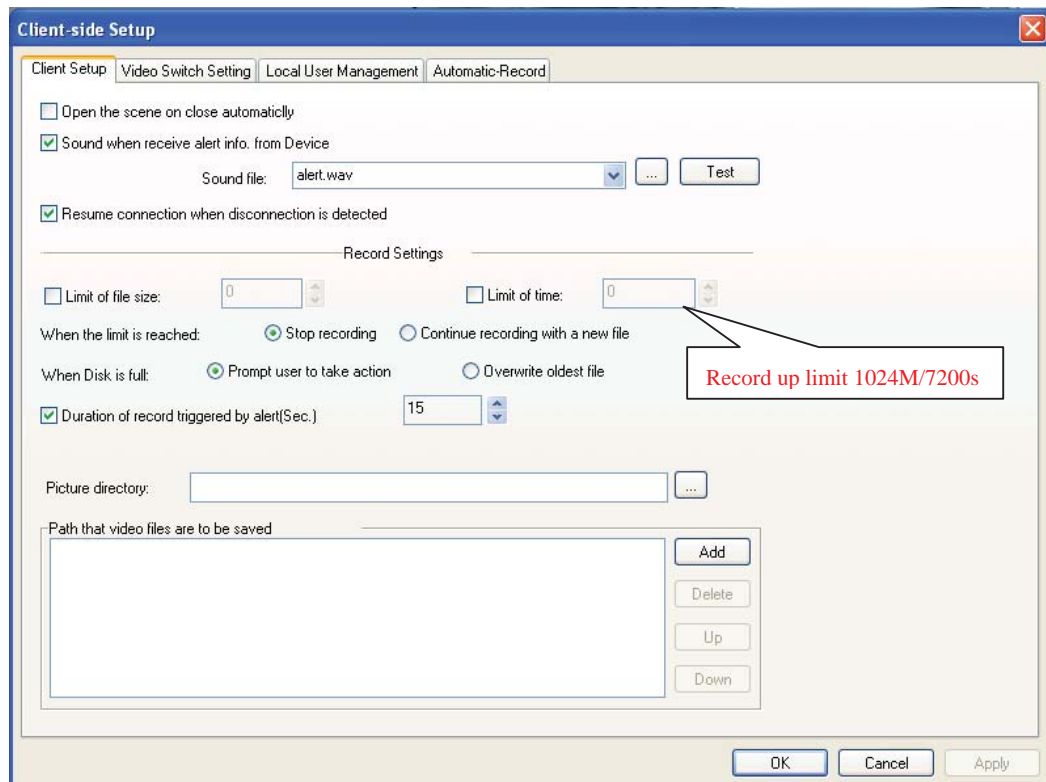 Client-side Setup
Client Setup Video Switch Setting Local User Management Automatic-Record
Open the scene on close automaticlly
Sound when receive alert info. from Device
Sound file: alert.wav ... Test
Resume connection when disconnection is detected
Record Settings
Limit of file size: 0 Limit of time: 0
When the limit is reached: Stop recording Continue recording with a new file
When Disk is full: Prompt user to take action Overwrite oldest file
Record up limit 1024M/7200s
Duration of record triggered by alert(Sec.) 15
Picture directory: ...
Path that video files are to be saved
Add
Delete
Up
Down
OK Cancel Apply